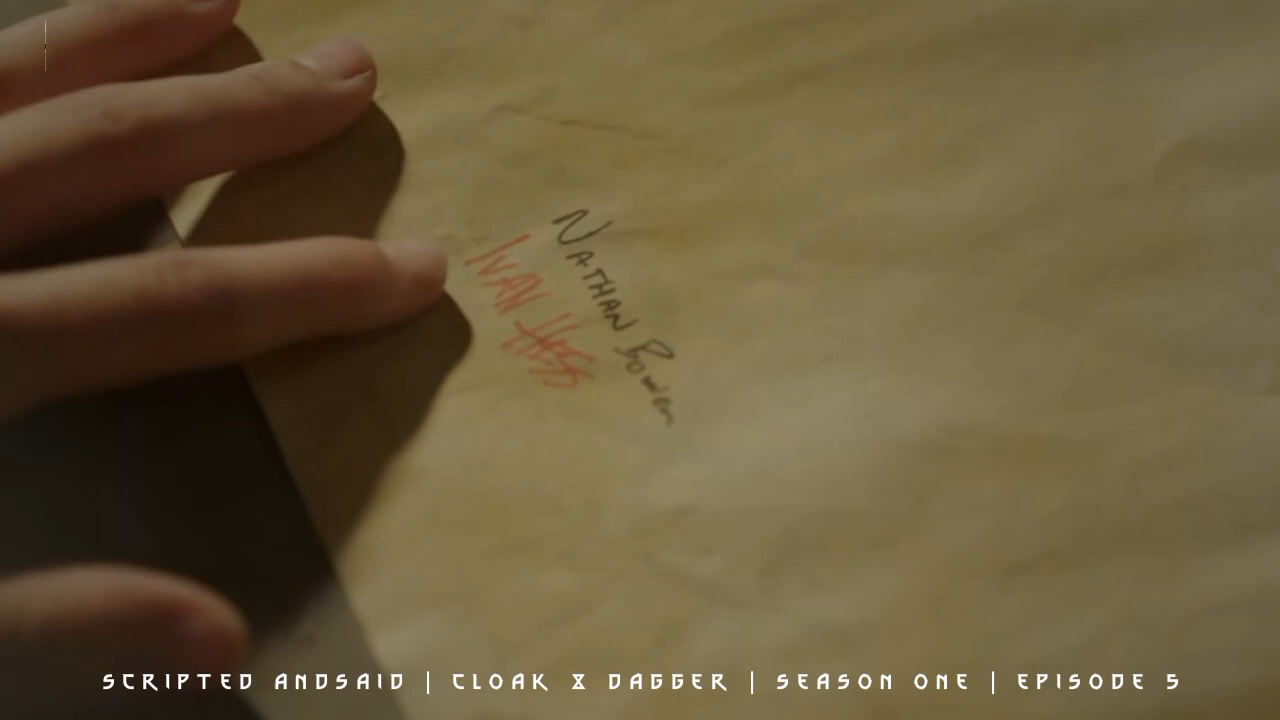 NATHAN Bowen
IVAN HESS
SCRIPTED ANDSAID | CLOAK X DAGGER | SEASON ONE | EPISODE 5